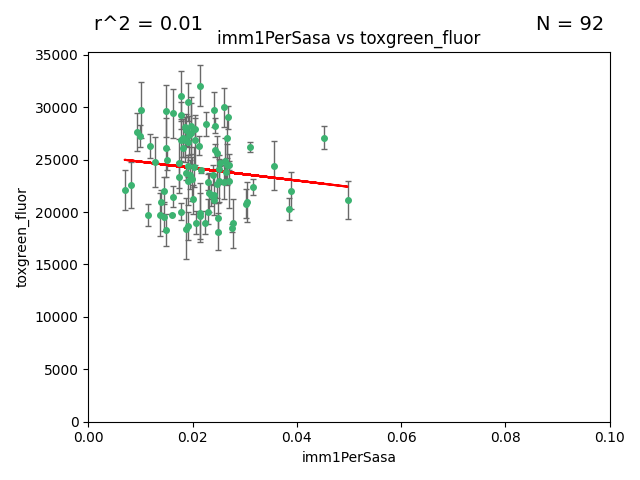 r^2 = 0.01
N = 92
imm1PerSasa vs toxgreen_fluor
35000
30000
25000
20000
15000
10000
5000
0
toxgreen_fluor
0.00
0.02
0.04
0.06
0.08
0.10
imm1PerSasa